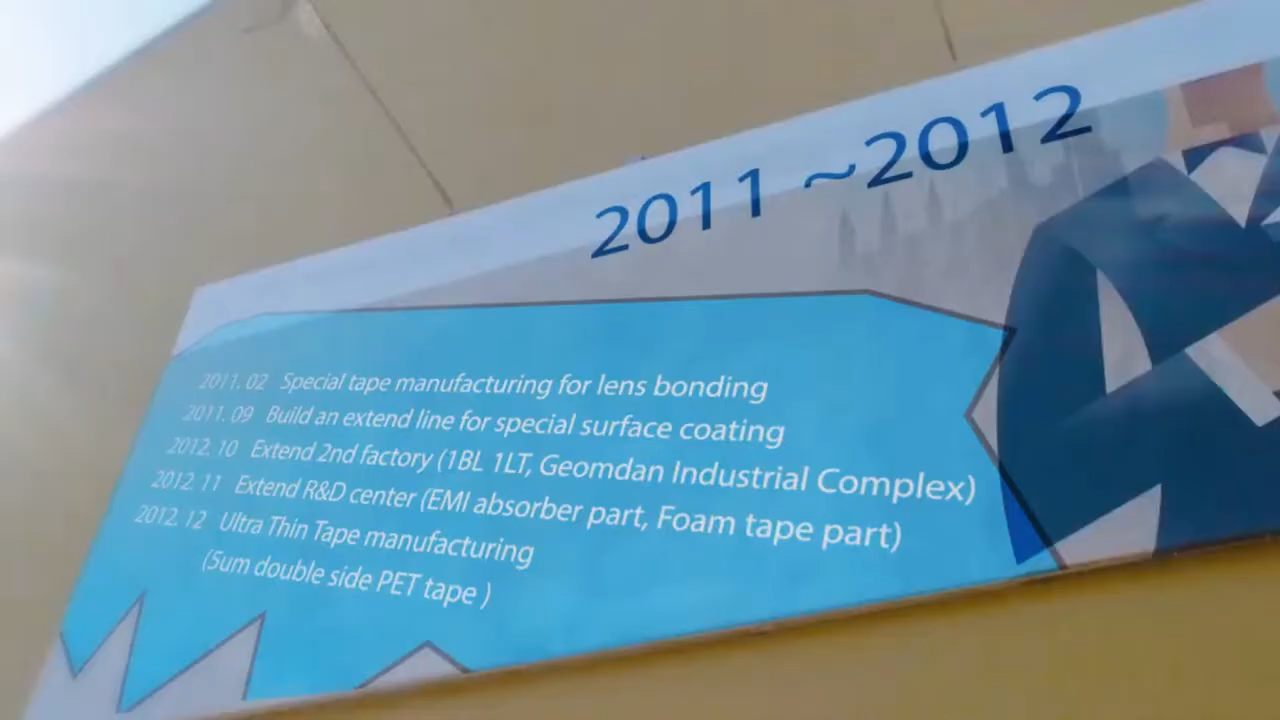 2011 ~2012
2011. 02 Special tape manufacturing for lens bonding
2011. 09 Build an extend line for special surface coating
2012. 10 Extend 2nd factory (1BL 1LT, Geomdan Industrial Complex)
2012. 11 Extend R&D center (EMI absorber part, Foam tape part)
2012. 12 Ultra Thin Tape manufacturing
(5um double side PET tape )